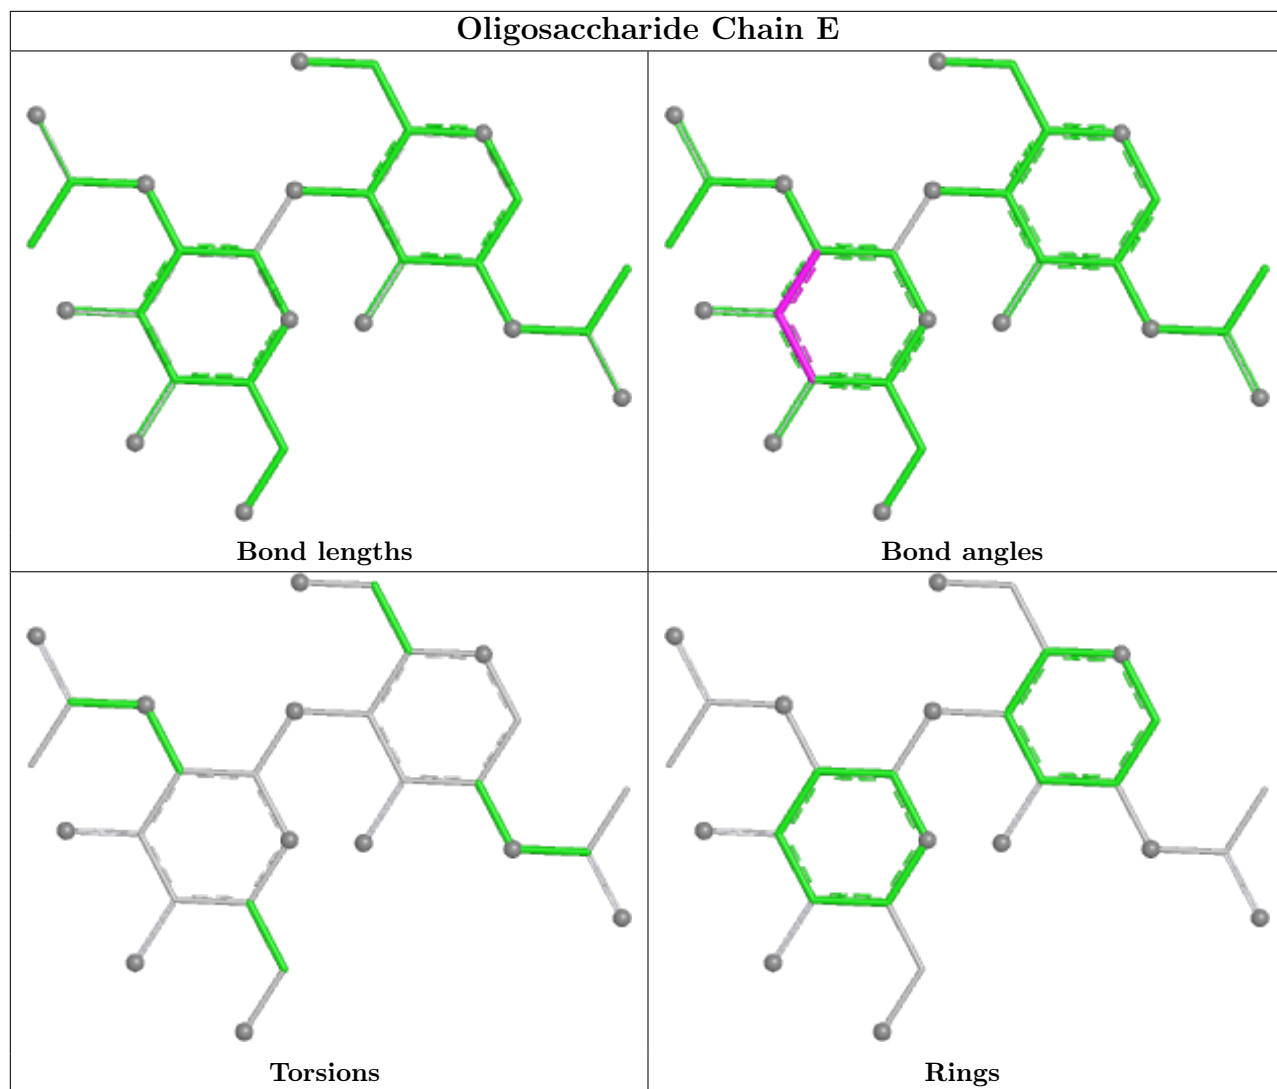 Oligosaccharide Chain E
Bond lengths
Bond angles
Torsions
Rings